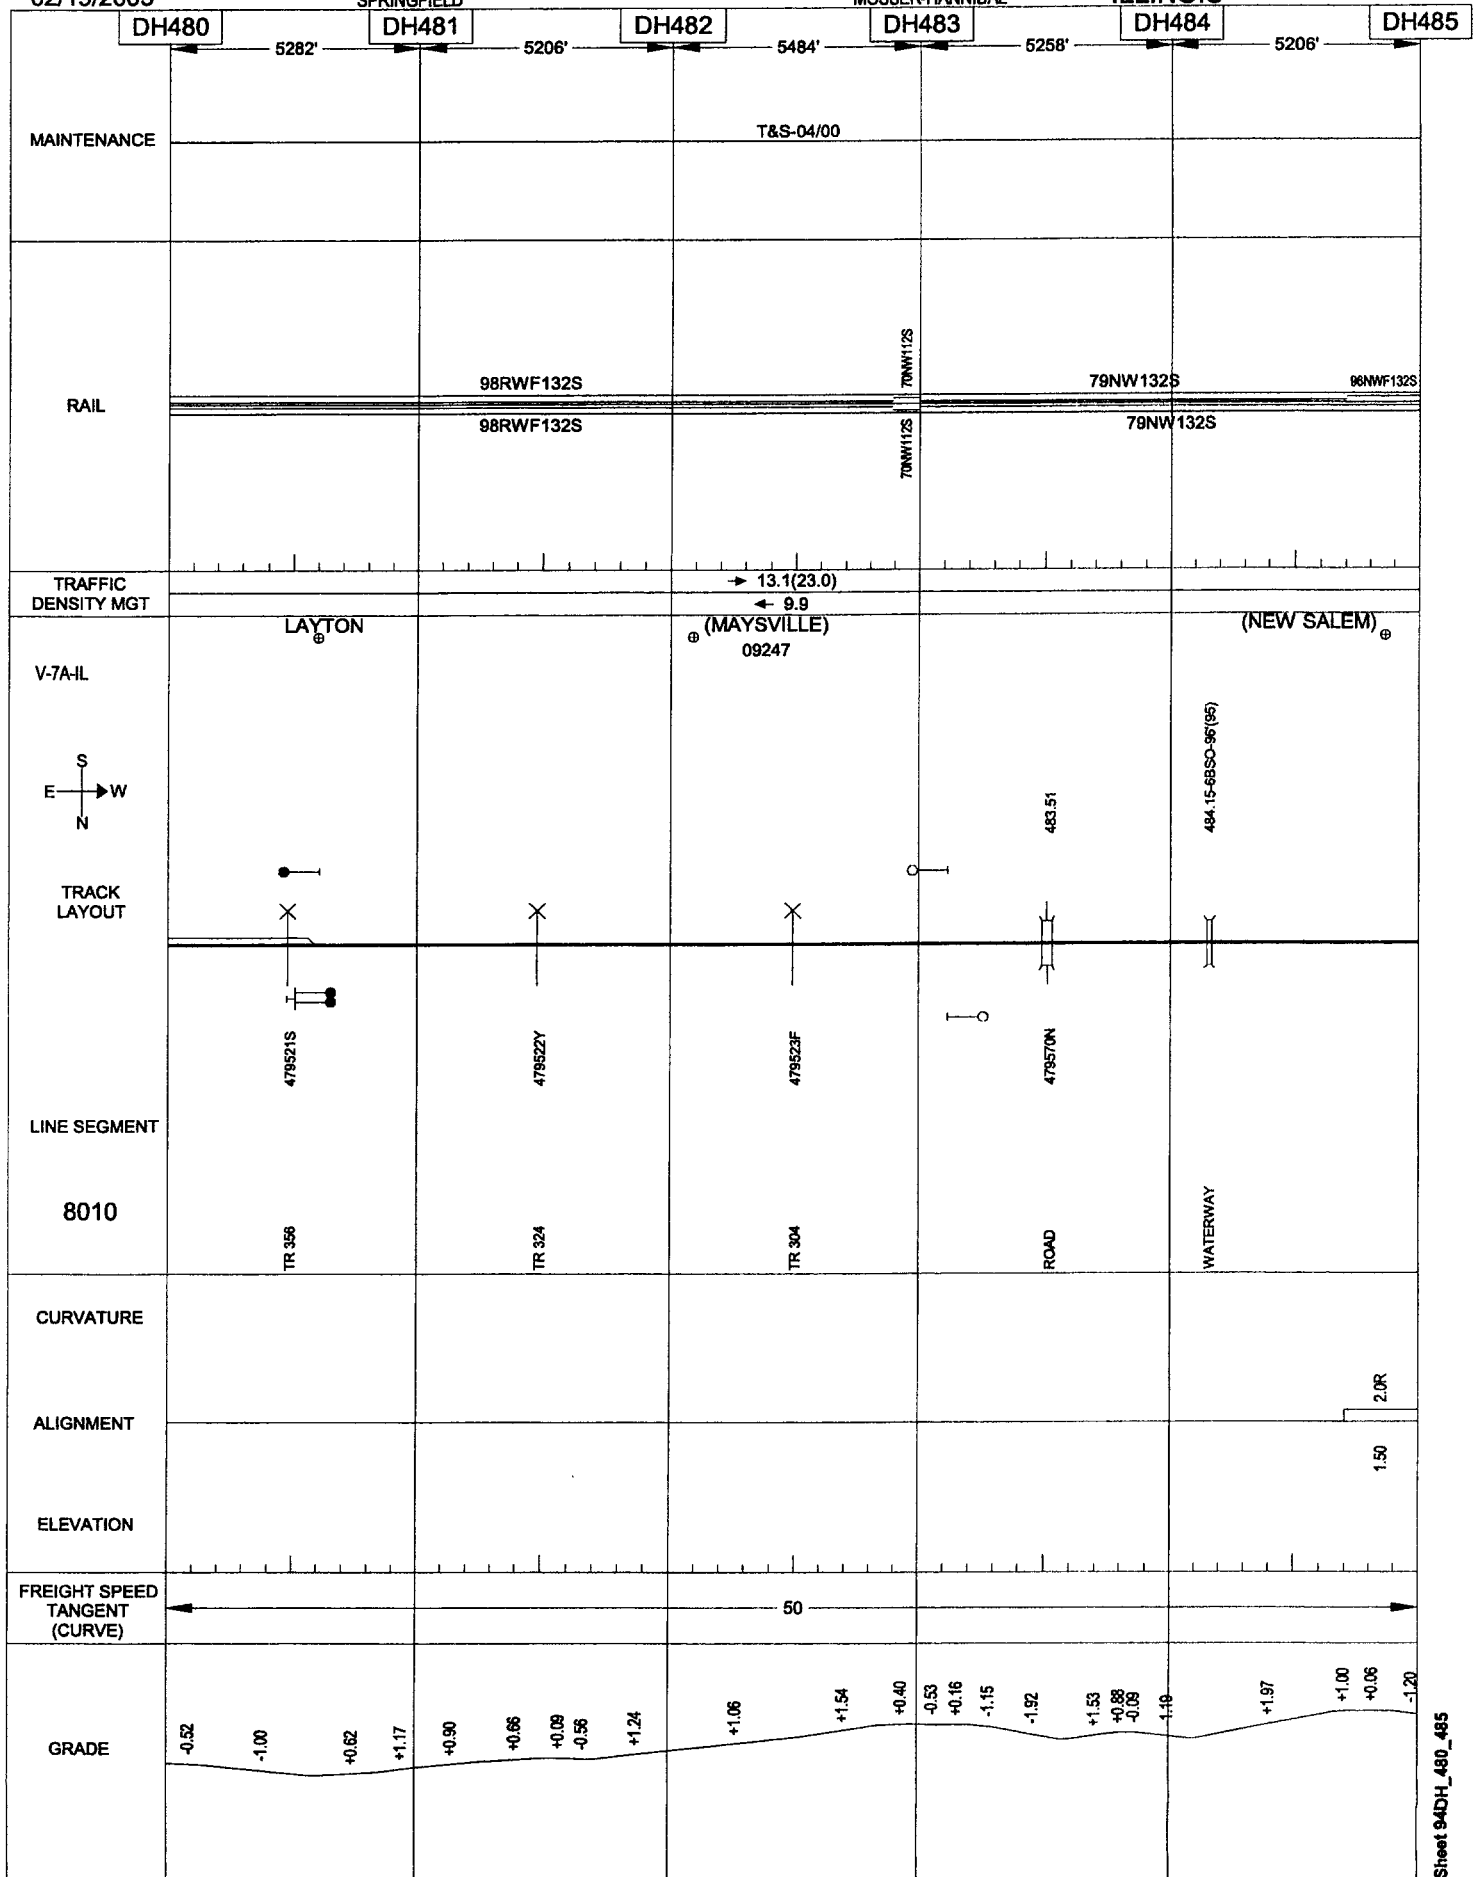 DH480 DH481 DH482 DH483 DH484 DH485
5282' 5206' 5484' 5258' 5206'
MAINTENANCE
T&S-04/00
RAIL
98RWF132S
98RWF132S
70NW112S
70NW112S
79NW132S
79NW132S
96NWF132S
TRAFFIC
DENSITY MGT
→ 13.1(23.0)
← 9.9
LAYTON
(MAYSVILLE)
09247
(NEW SALEM)
V-7A-IL
S
E W
N
483.51
484.15-6BSO-96'(95)
TRACK
LAYOUT
479521S
479522Y
479523F
479570N
LINE SEGMENT
8010
TR 356
TR 324
TR 304
ROAD
WATERWAY
CURVATURE
ALIGNMENT
2.0R
1.50
ELEVATION
FREIGHT SPEED
TANGENT
(CURVE)
50
GRADE
-0.52
-1.00
+0.62
+1.17
+0.90
+0.66
+0.09
-0.56
+1.24
+1.06
+1.54
+0.40
-0.53
+0.16
-1.15
-1.92
+1.53
+0.88
-0.09
1.19
+1.97
+1.00
+0.06
-1.20
Sheet 94DH_480_485